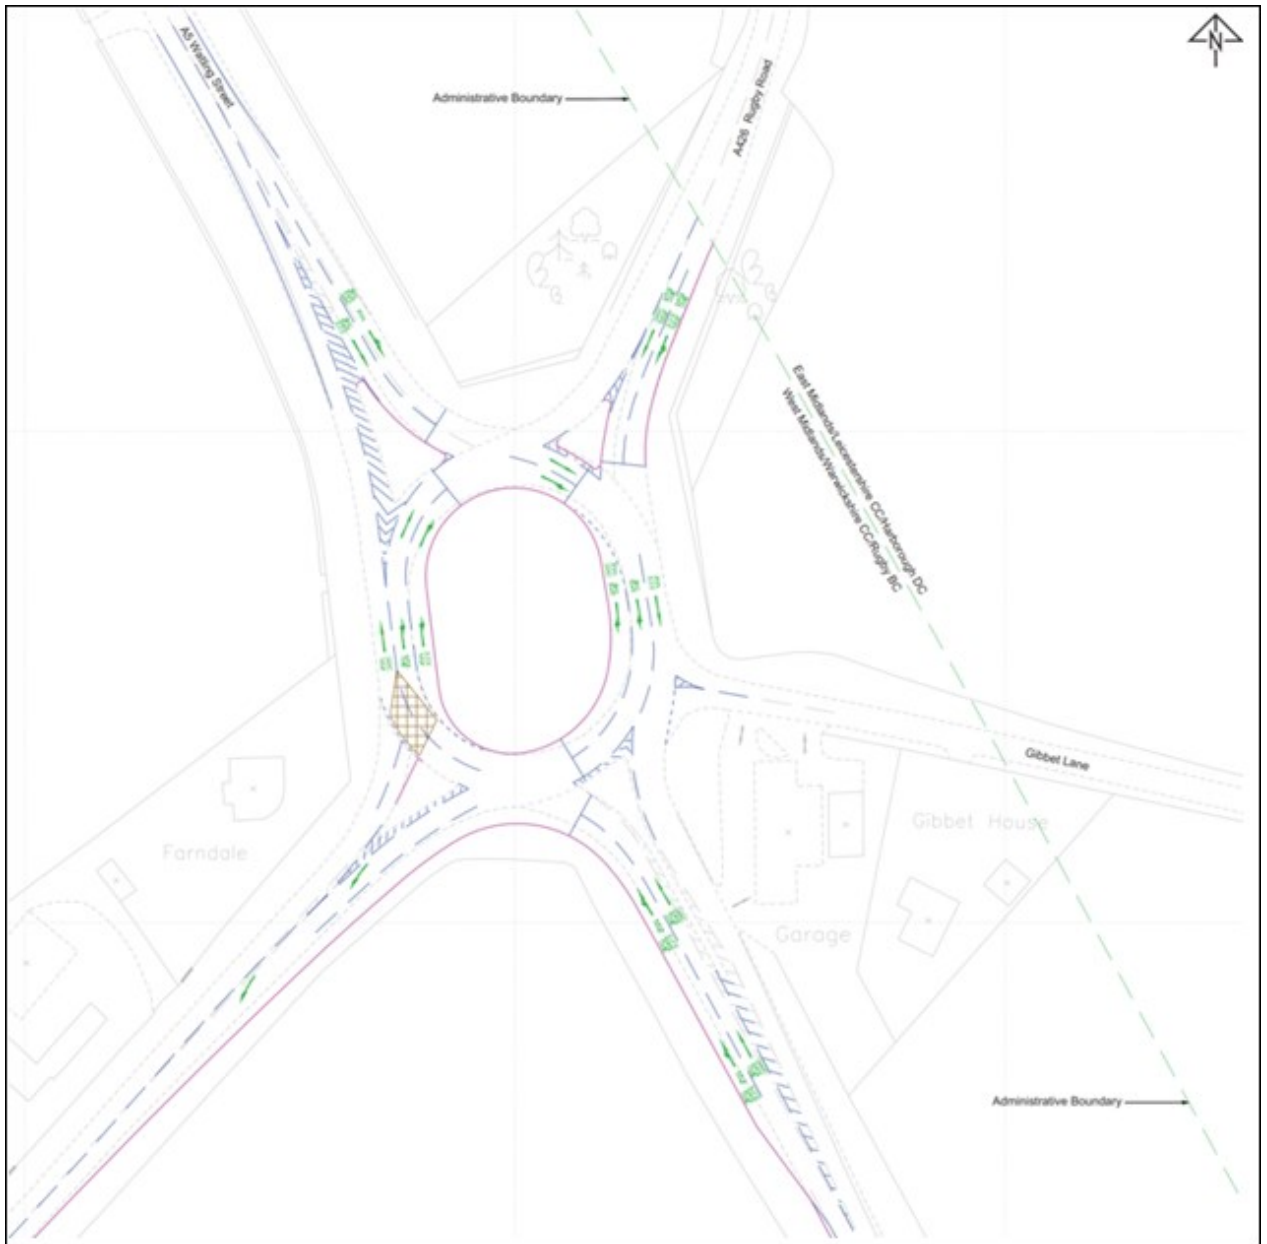 N
A5 Watling Street
Administrative Boundary
A426 Rugby Road
East Midlands/Leicestershire CC/Harborough DC
West Midlands/Warwickshire CC/Rugby BC
Gibbet Lane
Gibbet House
Farndale
Garage
Administrative Boundary